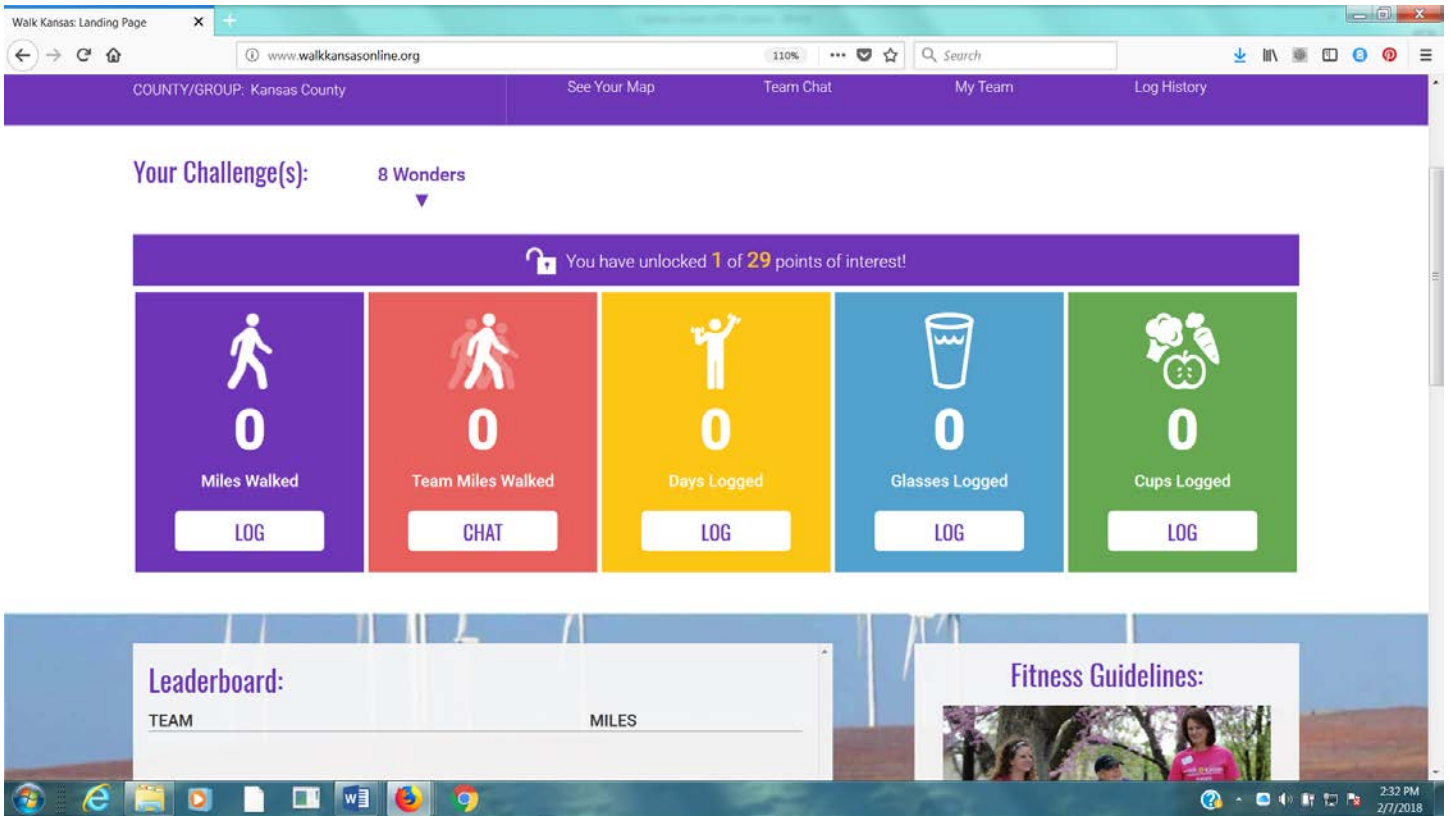 Walk Kansas: Landing Page
www.walkkansasonline.org
110%
Search
COUNTY/GROUP: Kansas County
See Your Map
Team Chat
My Team
Log History
Your Challenge(s):
8 Wonders
You have unlocked 1 of 29 points of interest!
0
Miles Walked
LOG
0
Team Miles Walked
CHAT
0
Days Logged
LOG
0
Glasses Logged
LOG
0
Cups Logged
LOG
Leaderboard:
TEAM MILES
Fitness Guidelines:
2:32 PM
2/7/2018